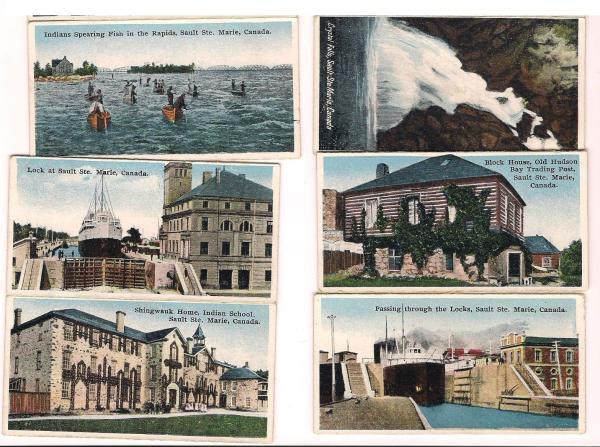 Indians Spearing Fish in the Rapids, Sault Ste. Marie, Canada.
Crystal Falls, Sault Ste. Marie, Canada
Lock at Sault Ste. Marie, Canada.
Block House, Old Hudson
Bay Trading Post,
Sault Ste. Marie,
Canada.
Shingwauk Home, Indian School,
Sault Ste. Marie, Canada.
Passing through the Locks, Sault Ste. Marie, Canada.